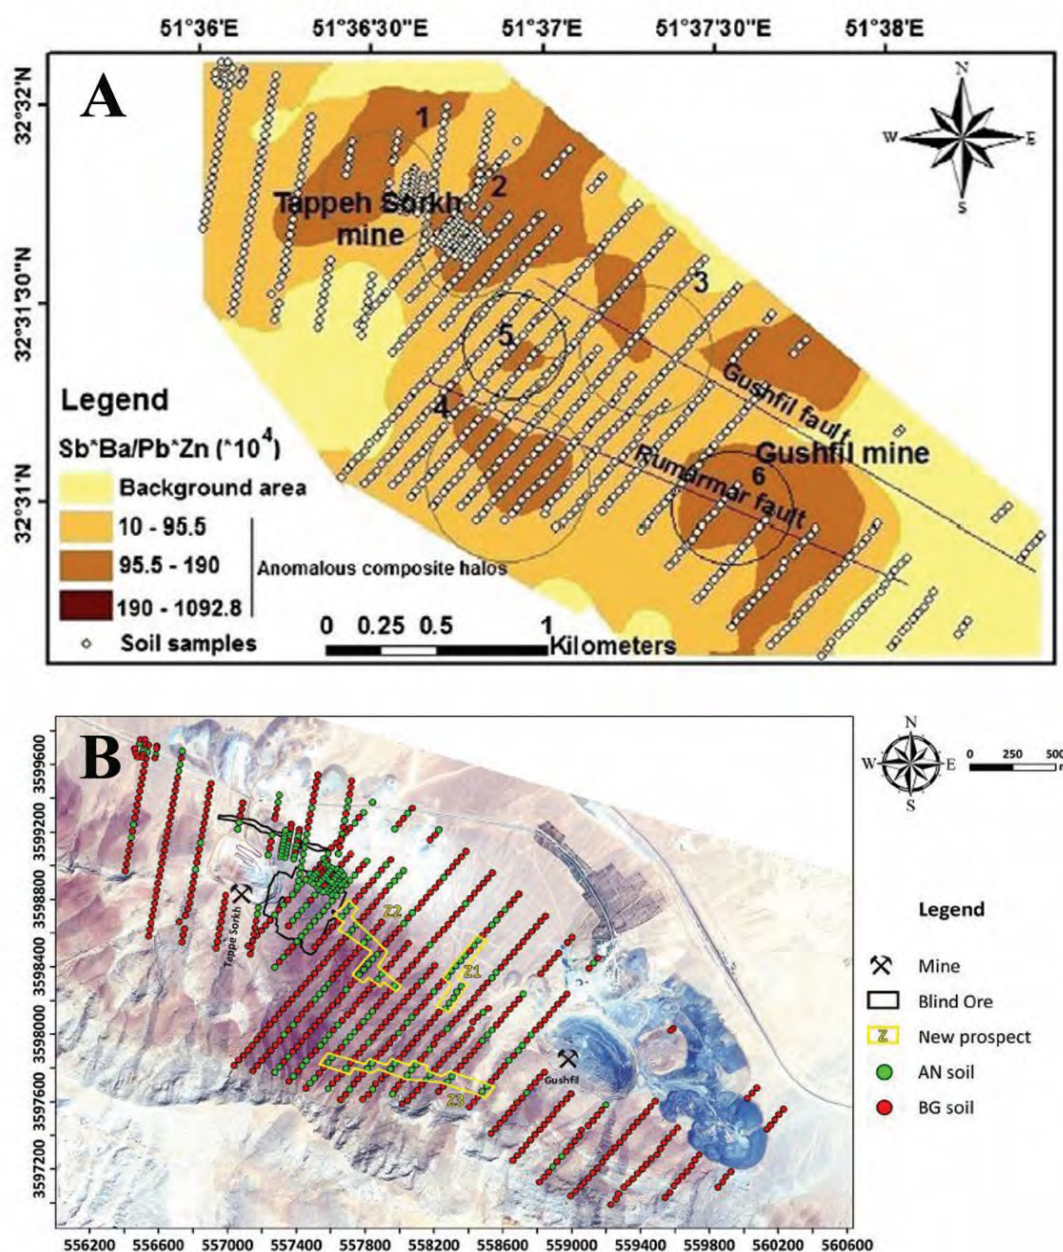 51°36'E 51°36'30"E 51°37'E 51°37'30"E 51°38'E
A
N
W E
S
32°32'N
32°31'30"N
32°31'N
1
2
Tappeh Sorkh
mine
3
5
4
Gushfil fault
Gushfil mine
6
Rumarmar fault
Legend
Sb*Ba/Pb*Zn (*10^4)
Background area
10 - 95.5
95.5 - 190
190 - 1092.8
Anomalous composite halos
Soil samples
0 0.25 0.5 1
Kilometers
B
N
W E
S
0 250 500
3599600
3599200
3598800
3598400
3598000
3597600
3597200
Tappe Sorkh
Z2
Z1
Z3
Gushfil
Legend
Mine
Blind Ore
Z New prospect
AN soil
BG soil
556200 556600 557000 557400 557800 558200 558600 559000 559400 559800 560200 560600